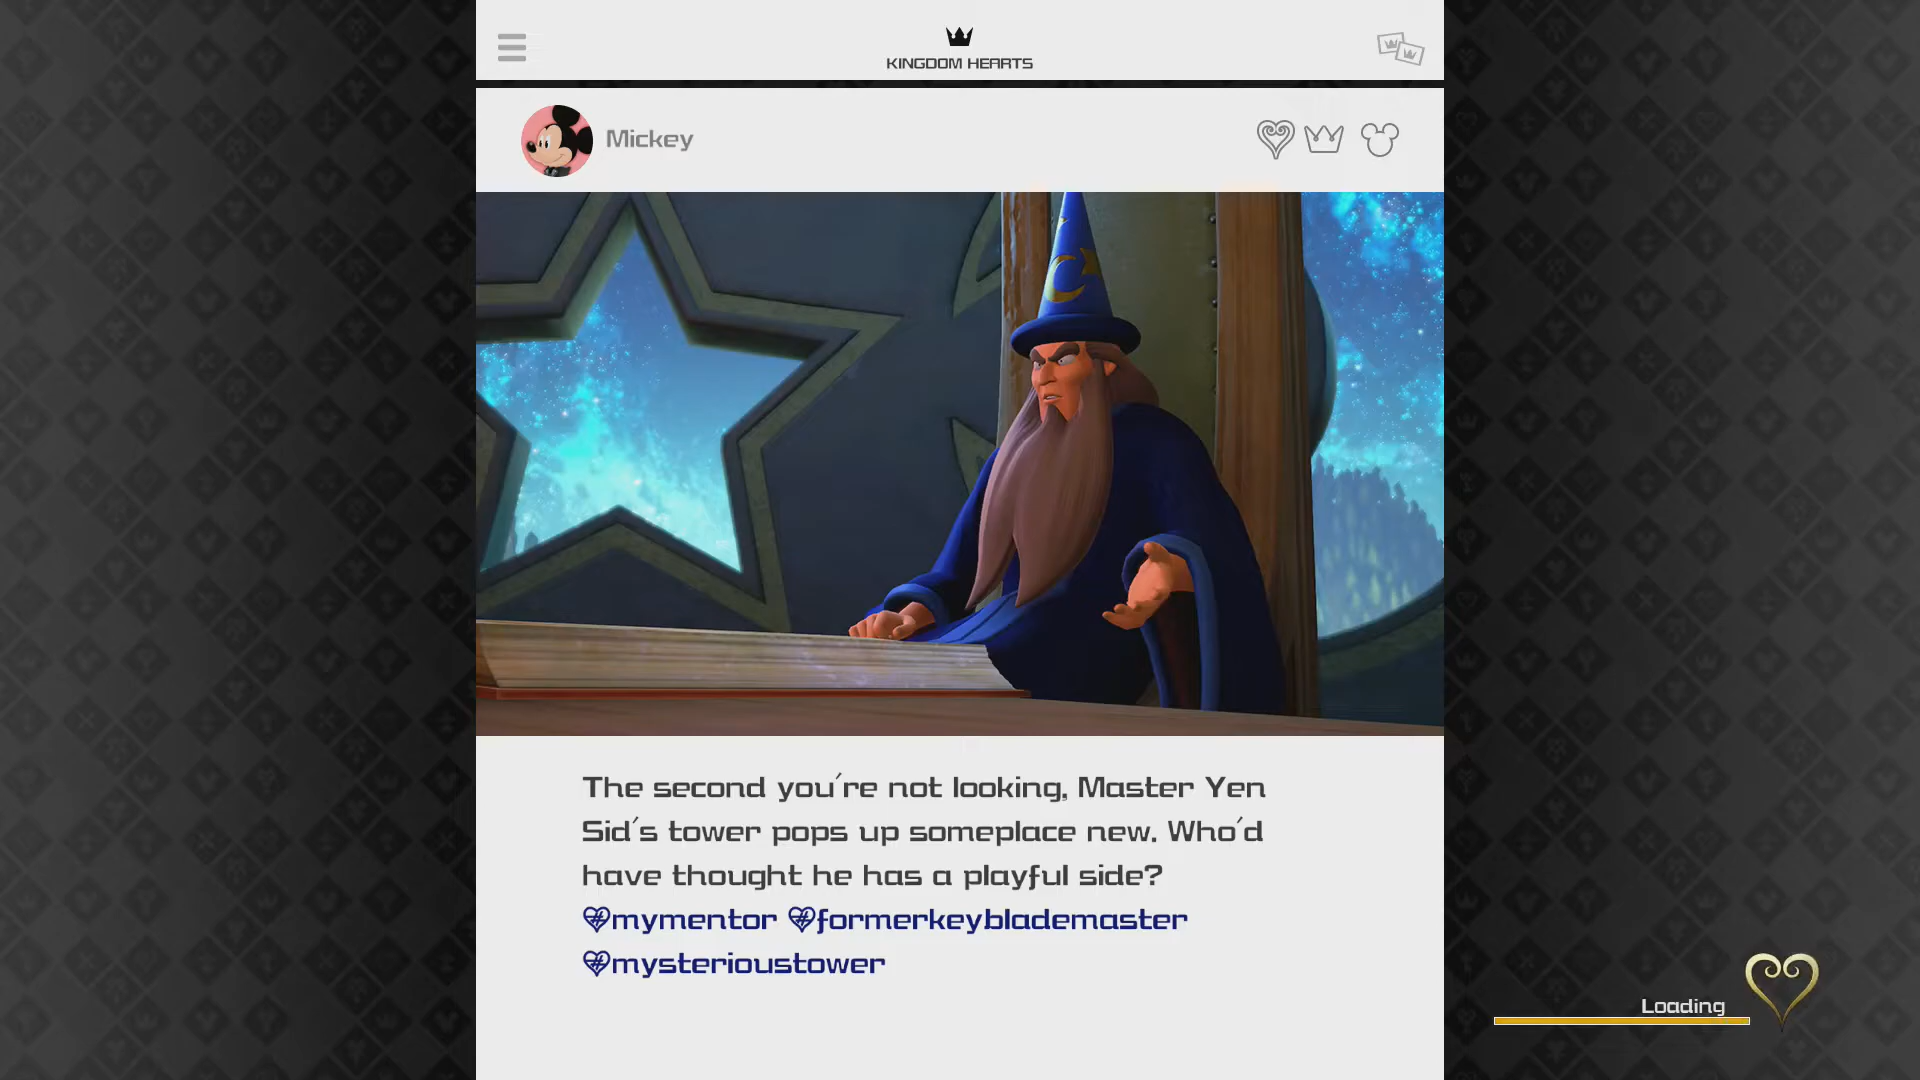 KINGDOM HEARTS
Mickey
The second you're not looking, Master Yen
Sid's tower pops up someplace new. Who'd
have thought he has a playful side?
#mymentor #formerkeyblademaster
#mysterioustower
Loading